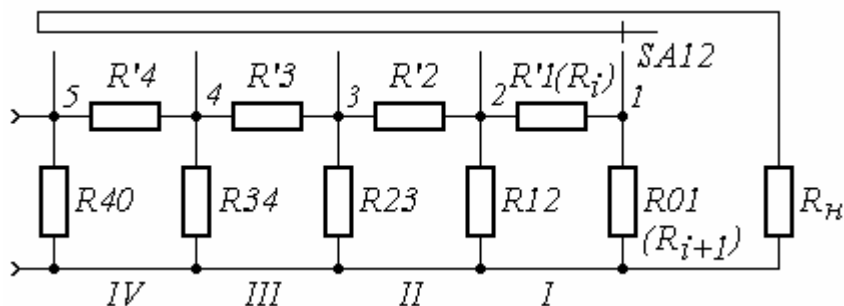 SA12
R'4 R'3 R'2 R'1(Ri)
5 4 3 2 1
R40 R34 R23 R12 R01 Rн
(Ri+1)
IV III II I